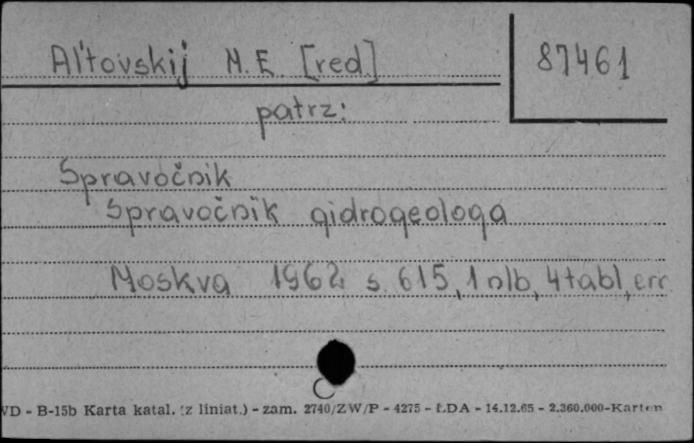 Al'tovskij M.E. [red]
87461
patrz:
Spravočnik
Spravočnik gidrogeologa
Moskva 1962 s. 615, 1 nlb, 4 tabl, err
VD - B-15b Karta katal. (z liniat.) - zam. 2740/ZW/P - 4275 - ŁDA - 14.12.65 - 2.360.000-Karten